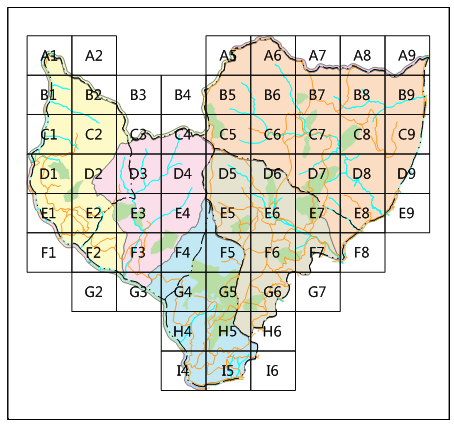 A1 A2 A5 A6 A7 A8 A9
B1 B2 B3 B4 B5 B6 B7 B8 B9
C1 C2 C3 C4 C5 C6 C7 C8 C9
D1 D2 D3 D4 D5 D6 D7 D8 D9
E1 E2 E3 E4 E5 E6 E7 E8 E9
F1 F2 F3 F4 F5 F6 F7 F8
G2 G3 G4 G5 G6 G7
H4 H5 H6
I4 I5 I6